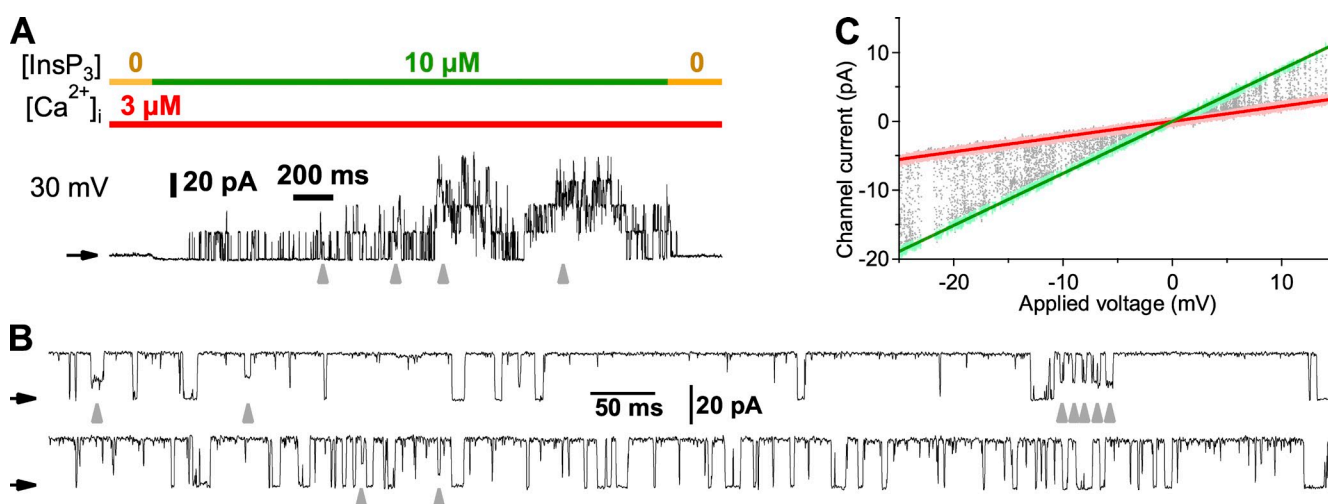 A
[InsP3] 0 10 µM 0
[Ca2+]i 3 µM
30 mV 20 pA 200 ms
B
50 ms 20 pA
C
Channel current (pA)
10
0
-10
-20
-20 -10 0 10
Applied voltage (mV)